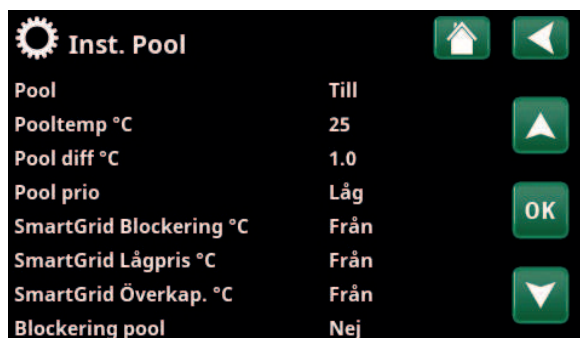 Inst. Pool
Pool Till
Pooltemp °C 25
Pool diff °C 1.0
Pool prio Låg
SmartGrid Blockering °C Från
SmartGrid Lågpris °C Från
SmartGrid Överkap. °C Från
Blockering pool Nej
OK